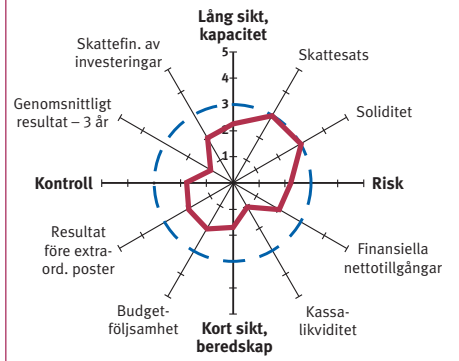 Lång sikt,
kapacitet
Skattefin. av
investeringar
Skattesats
5
4
3
2
1
Genomsnittligt
resultat – 3 år
Soliditet
Kontroll
Risk
Resultat
före extra-
ord. poster
Finansiella
nettotillgångar
Budget-
följsamhet
Kassa-
likviditet
Kort sikt,
beredskap